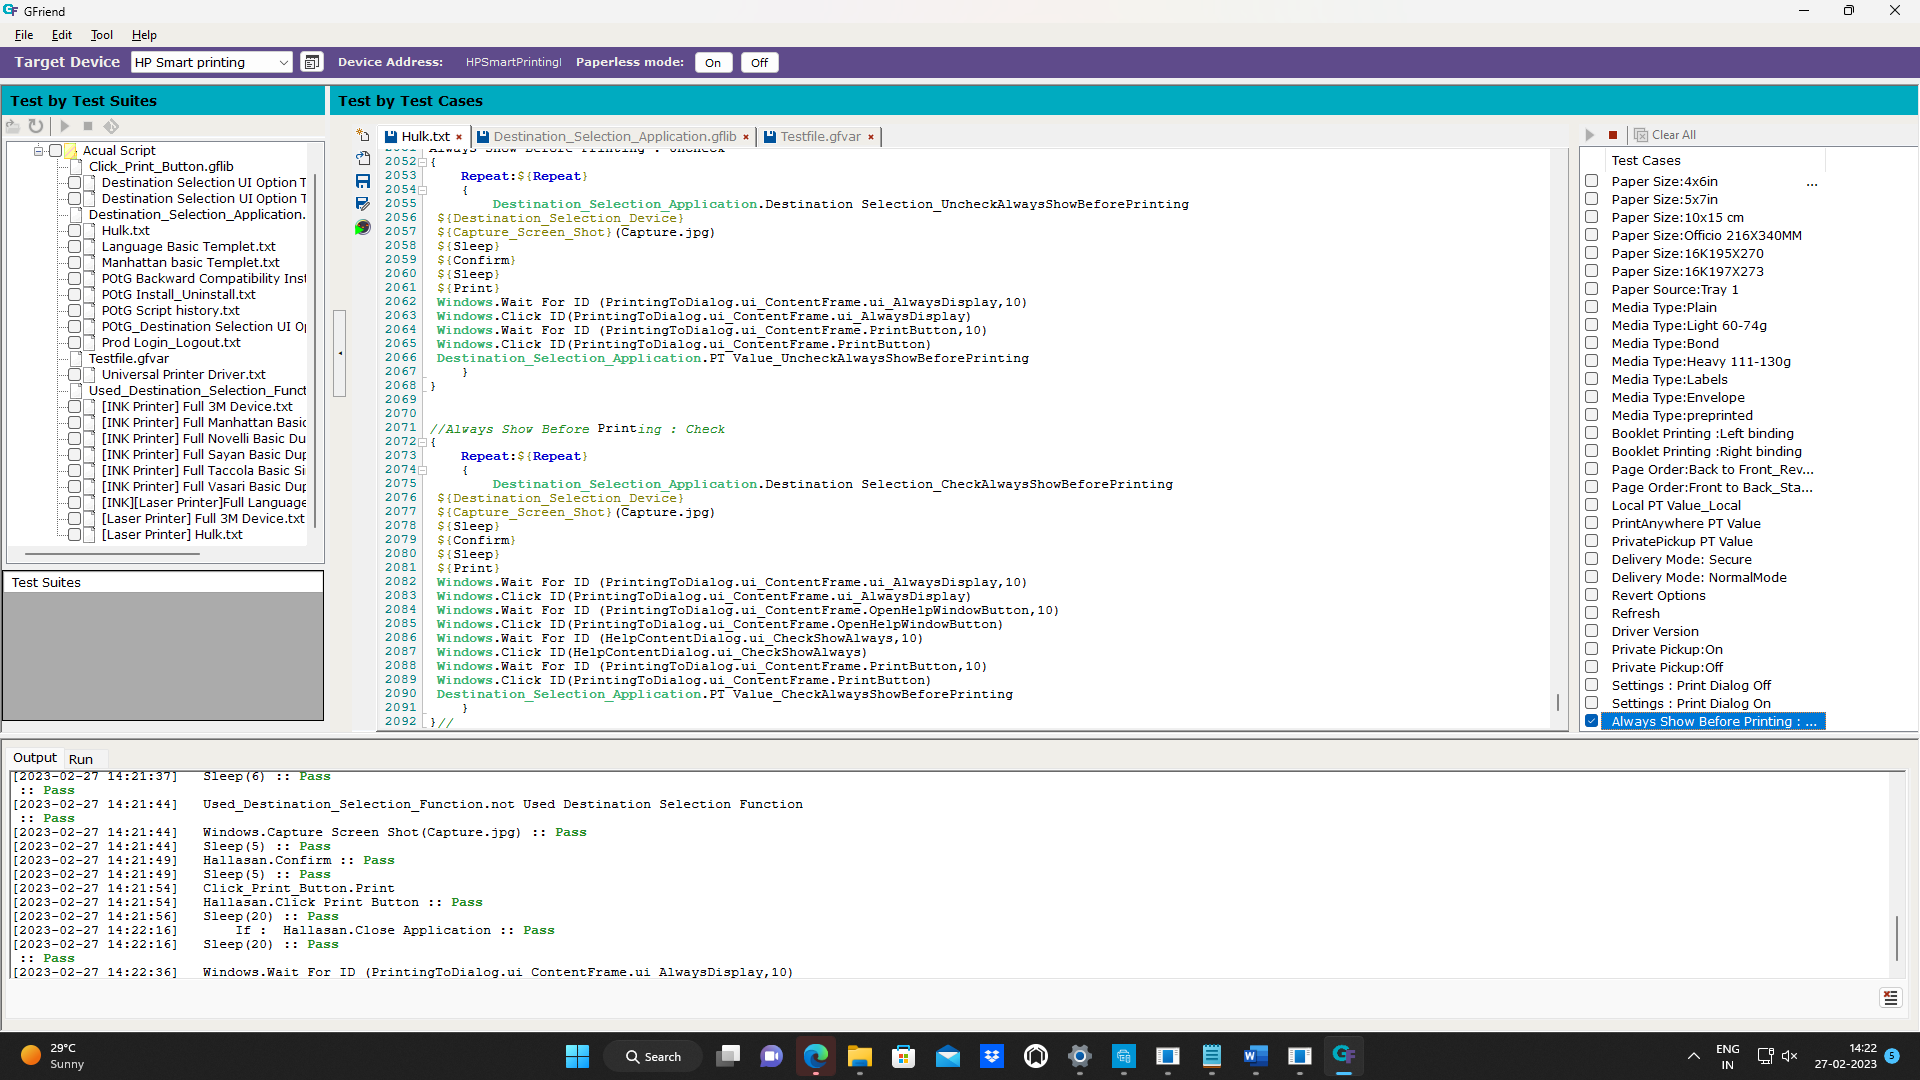 GFriend
File Edit Tool Help
Target Device HP Smart printing Device Address: HPSmartPrintingI Paperless mode: On Off
Test by Test Suites
Test by Test Cases
Acual Script
Click_Print_Button.gflib
Destination Selection UI Option T
Destination Selection UI Option T
Destination_Selection_Application.
Hulk.txt
Language Basic Templet.txt
Manhattan basic Templet.txt
POtG Backward Compatibility Inst
POtG Install_Uninstall.txt
POtG Script history.txt
POtG_Destination Selection UI Op
Prod Login_Logout.txt
Testfile.gfvar
Universal Printer Driver.txt
Used_Destination_Selection_Funct
[INK Printer] Full 3M Device.txt
[INK Printer] Full Manhattan Basic
[INK Printer] Full Novelli Basic Du
[INK Printer] Full Sayan Basic Dup
[INK Printer] Full Taccola Basic Si
[INK Printer] Full Vasari Basic Dup
[INK][Laser Printer]Full Language
[Laser Printer] Full 3M Device.txt
[Laser Printer] Hulk.txt
Test Suites
Hulk.txt × Destination_Selection_Application.gflib × Testfile.gfvar ×
2051 Always Show Before Printing : Uncheck
2052 {
2053 Repeat:${Repeat}
2054 {
2055 Destination_Selection_Application.Destination Selection_UncheckAlwaysShowBeforePrinting
2056 ${Destination_Selection_Device}
2057 ${Capture_Screen_Shot}(Capture.jpg)
2058 ${Sleep}
2059 ${Confirm}
2060 ${Sleep}
2061 ${Print}
2062 Windows.Wait For ID (PrintingToDialog.ui_ContentFrame.ui_AlwaysDisplay,10)
2063 Windows.Click ID(PrintingToDialog.ui_ContentFrame.ui_AlwaysDisplay)
2064 Windows.Wait For ID (PrintingToDialog.ui_ContentFrame.PrintButton,10)
2065 Windows.Click ID(PrintingToDialog.ui_ContentFrame.PrintButton)
2066 Destination_Selection_Application.PT Value_UncheckAlwaysShowBeforePrinting
2067 }
2068 }
2069
2070
2071 //Always Show Before Printing : Check
2072 {
2073 Repeat:${Repeat}
2074 {
2075 Destination_Selection_Application.Destination Selection_CheckAlwaysShowBeforePrinting
2076 ${Destination_Selection_Device}
2077 ${Capture_Screen_Shot}(Capture.jpg)
2078 ${Sleep}
2079 ${Confirm}
2080 ${Sleep}
2081 ${Print}
2082 Windows.Wait For ID (PrintingToDialog.ui_ContentFrame.ui_AlwaysDisplay,10)
2083 Windows.Click ID(PrintingToDialog.ui_ContentFrame.ui_AlwaysDisplay)
2084 Windows.Wait For ID (PrintingToDialog.ui_ContentFrame.OpenHelpWindowButton,10)
2085 Windows.Click ID(PrintingToDialog.ui_ContentFrame.OpenHelpWindowButton)
2086 Windows.Wait For ID (HelpContentDialog.ui_CheckShowAlways,10)
2087 Windows.Click ID(HelpContentDialog.ui_CheckShowAlways)
2088 Windows.Wait For ID (PrintingToDialog.ui_ContentFrame.PrintButton,10)
2089 Windows.Click ID(PrintingToDialog.ui_ContentFrame.PrintButton)
2090 Destination_Selection_Application.PT Value_CheckAlwaysShowBeforePrinting
2091 }
2092 }//
Clear All
Test Cases
Paper Size:4x6in ...
Paper Size:5x7in
Paper Size:10x15 cm
Paper Size:Officio 216X340MM
Paper Size:16K195X270
Paper Size:16K197X273
Paper Source:Tray 1
Media Type:Plain
Media Type:Light 60-74g
Media Type:Bond
Media Type:Heavy 111-130g
Media Type:Labels
Media Type:Envelope
Media Type:preprinted
Booklet Printing :Left binding
Booklet Printing :Right binding
Page Order:Back to Front_Rev...
Page Order:Front to Back_Sta...
Local PT Value_Local
PrintAnywhere PT Value
PrivatePickup PT Value
Delivery Mode: Secure
Delivery Mode: NormalMode
Revert Options
Refresh
Driver Version
Private Pickup:On
Private Pickup:Off
Settings : Print Dialog Off
Settings : Print Dialog On
Always Show Before Printing : ...
Output Run
[2023-02-27 14:21:37] Sleep(6) :: Pass
:: Pass
[2023-02-27 14:21:44] Used_Destination_Selection_Function.not Used Destination Selection Function
:: Pass
[2023-02-27 14:21:44] Windows.Capture Screen Shot(Capture.jpg) :: Pass
[2023-02-27 14:21:44] Sleep(5) :: Pass
[2023-02-27 14:21:49] Hallasan.Confirm :: Pass
[2023-02-27 14:21:49] Sleep(5) :: Pass
[2023-02-27 14:21:54] Click_Print_Button.Print
[2023-02-27 14:21:54] Hallasan.Click Print Button :: Pass
[2023-02-27 14:21:56] Sleep(20) :: Pass
[2023-02-27 14:22:16] If : Hallasan.Close Application :: Pass
[2023-02-27 14:22:16] Sleep(20) :: Pass
:: Pass
[2023-02-27 14:22:36] Windows.Wait For ID (PrintingToDialog.ui_ContentFrame.ui_AlwaysDisplay,10)
29°C
Sunny
Search
ENG
IN
14:22
27-02-2023
5